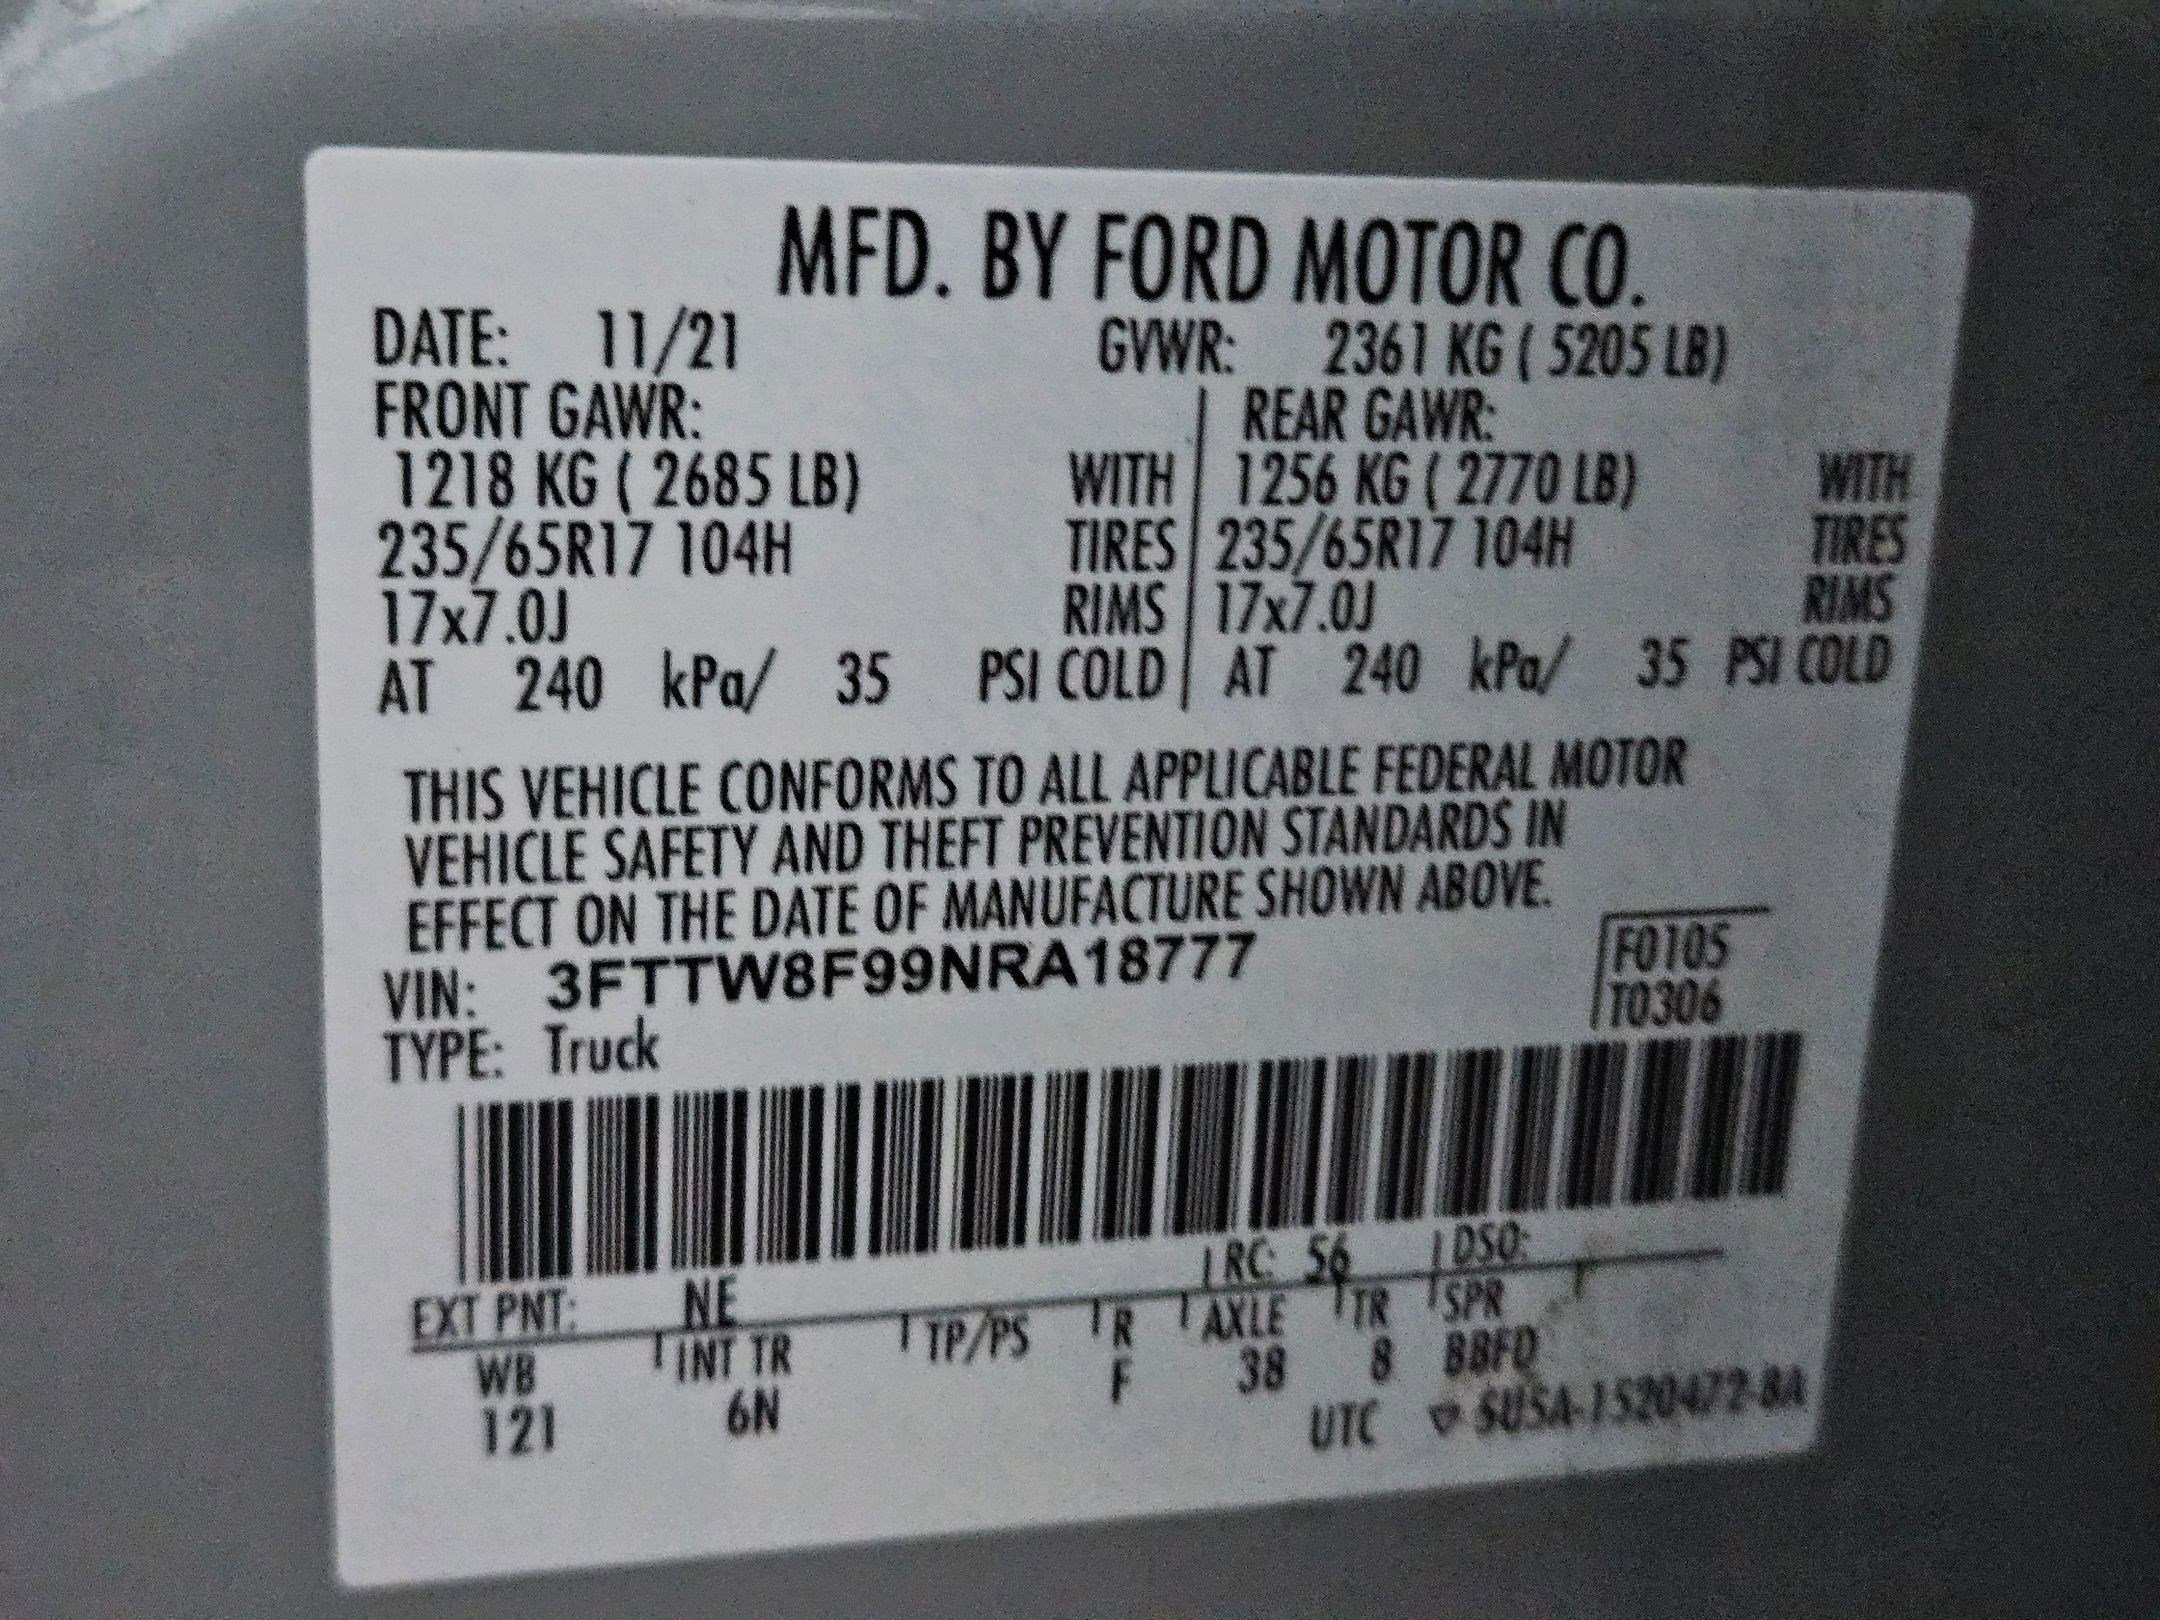 MFD. BY FORD MOTOR CO.
DATE: 11/21 GVWR: 2361 KG ( 5205 LB)
FRONT GAWR: REAR GAWR:
1218 KG ( 2685 LB) WITH 1256 KG ( 2770 LB) WITH
235/65R17 104H TIRES 235/65R17 104H TIRES
17x7.0J RIMS 17x7.0J RIMS
AT 240 kPa/ 35 PSI COLD AT 240 kPa/ 35 PSI COLD
THIS VEHICLE CONFORMS TO ALL APPLICABLE FEDERAL MOTOR
VEHICLE SAFETY AND THEFT PREVENTION STANDARDS IN
EFFECT ON THE DATE OF MANUFACTURE SHOWN ABOVE.
VIN: 3FTTW8F99NRA18777 F0105
TYPE: Truck T0306
EXT PNT: NE RC: 56 DSO:
WB INT TR TP/PS R AXLE TR SPR
121 6N F 38 8 BBFD
UTC SU5A-1520472-BA